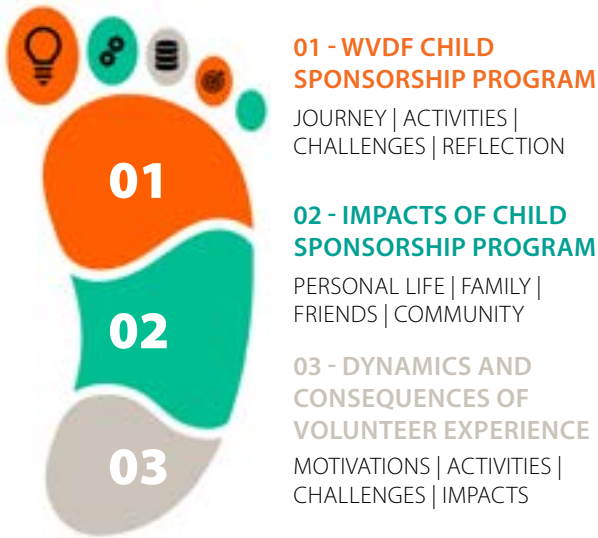 01
02
03
01 - WVDF CHILD
SPONSORSHIP PROGRAM
JOURNEY | ACTIVITIES |
CHALLENGES | REFLECTION
02 - IMPACTS OF CHILD
SPONSORSHIP PROGRAM
PERSONAL LIFE | FAMILY |
FRIENDS | COMMUNITY
03 - DYNAMICS AND
CONSEQUENCES OF
VOLUNTEER EXPERIENCE
MOTIVATIONS | ACTIVITIES |
CHALLENGES | IMPACTS